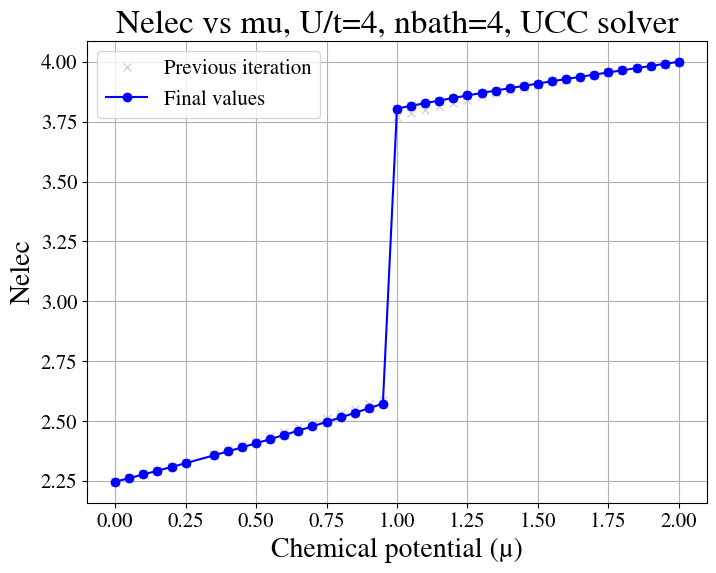 Nelec vs mu, U/t=4, nbath=4, UCC solver
Previous iteration
Final values
4.00
3.75
3.50
3.25
3.00
2.75
2.50
2.25
Nelec
0.00 0.25 0.50 0.75 1.00 1.25 1.50 1.75 2.00
Chemical potential (μ)